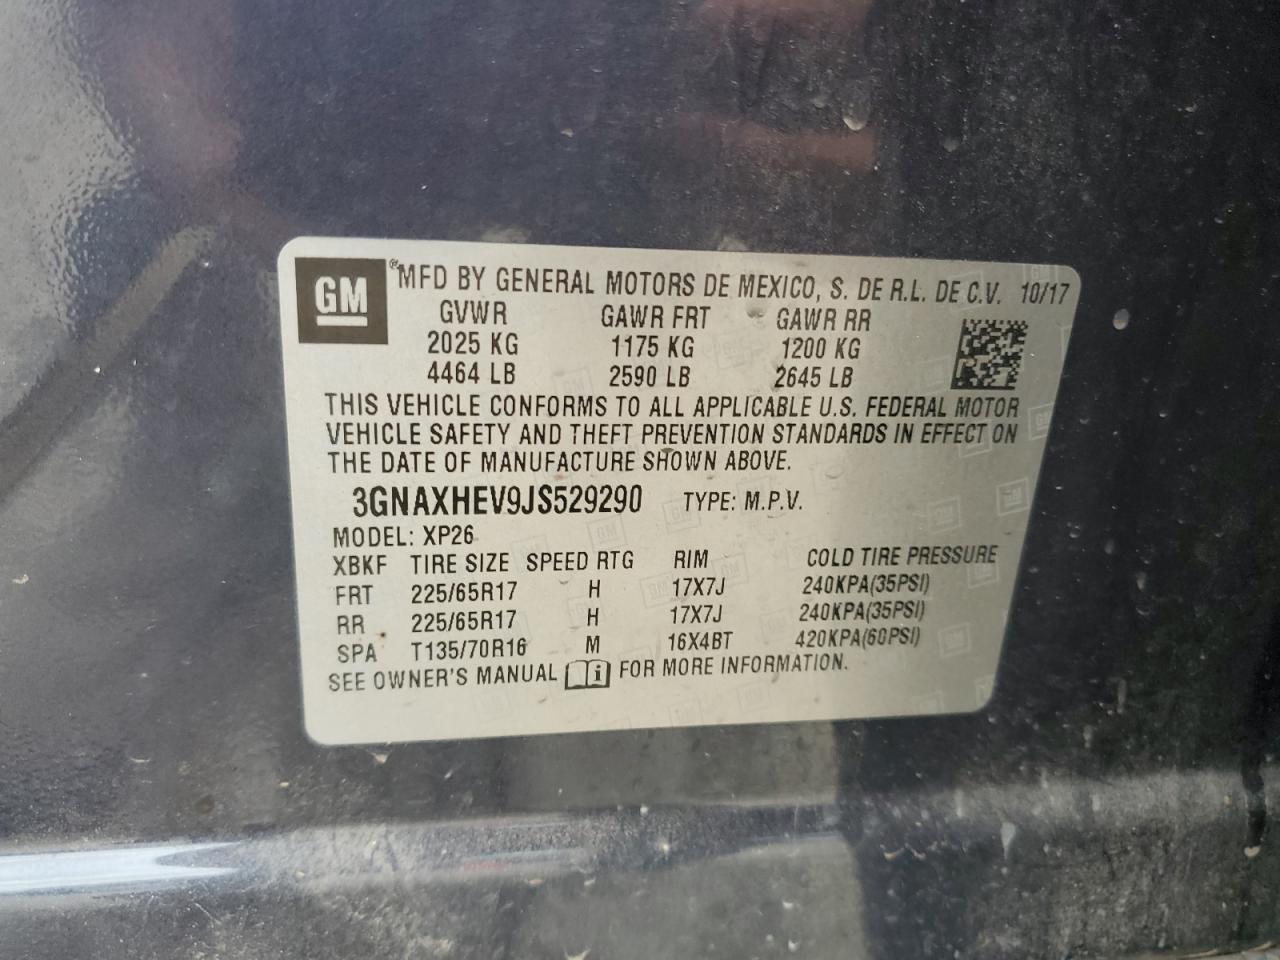 GM ® MFD BY GENERAL MOTORS DE MEXICO, S. DE R.L. DE C.V. 10/17
GVWR GAWR FRT GAWR RR
2025 KG 1175 KG 1200 KG
4464 LB 2590 LB 2645 LB
THIS VEHICLE CONFORMS TO ALL APPLICABLE U.S. FEDERAL MOTOR
VEHICLE SAFETY AND THEFT PREVENTION STANDARDS IN EFFECT ON
THE DATE OF MANUFACTURE SHOWN ABOVE.
3GNAXHEV9JS529290 TYPE: M.P.V.
MODEL: XP26
XBKF TIRE SIZE SPEED RTG RIM COLD TIRE PRESSURE
FRT 225/65R17 H 17X7J 240KPA(35PSI)
RR 225/65R17 H 17X7J 240KPA(35PSI)
SPA T135/70R16 M 16X4BT 420KPA(60PSI)
SEE OWNER'S MANUAL i FOR MORE INFORMATION.